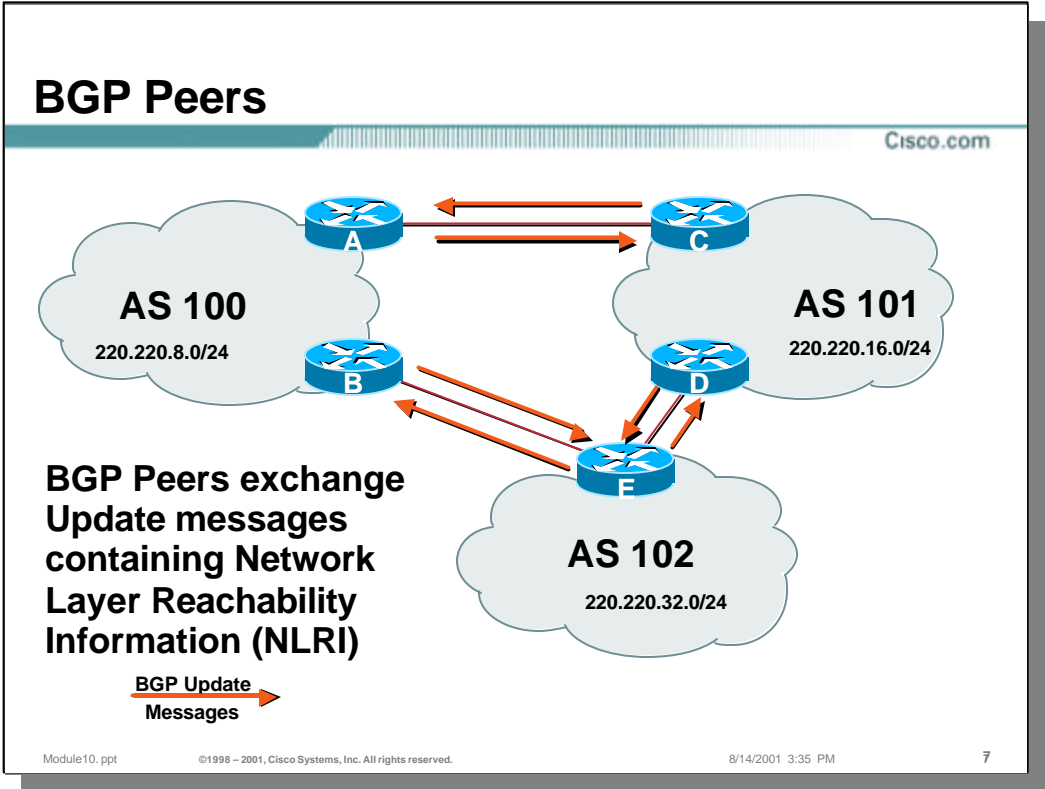 BGP Peers
Cisco.com
A
C
AS 100
AS 101
220.220.8.0/24
220.220.16.0/24
B
D
E
BGP Peers exchange
Update messages
containing Network
Layer Reachability
Information (NLRI)
AS 102
220.220.32.0/24
BGP Update
Messages
Module10. ppt
©1998 – 2001, Cisco Systems, Inc. All rights reserved.
8/14/2001 3:35 PM
7